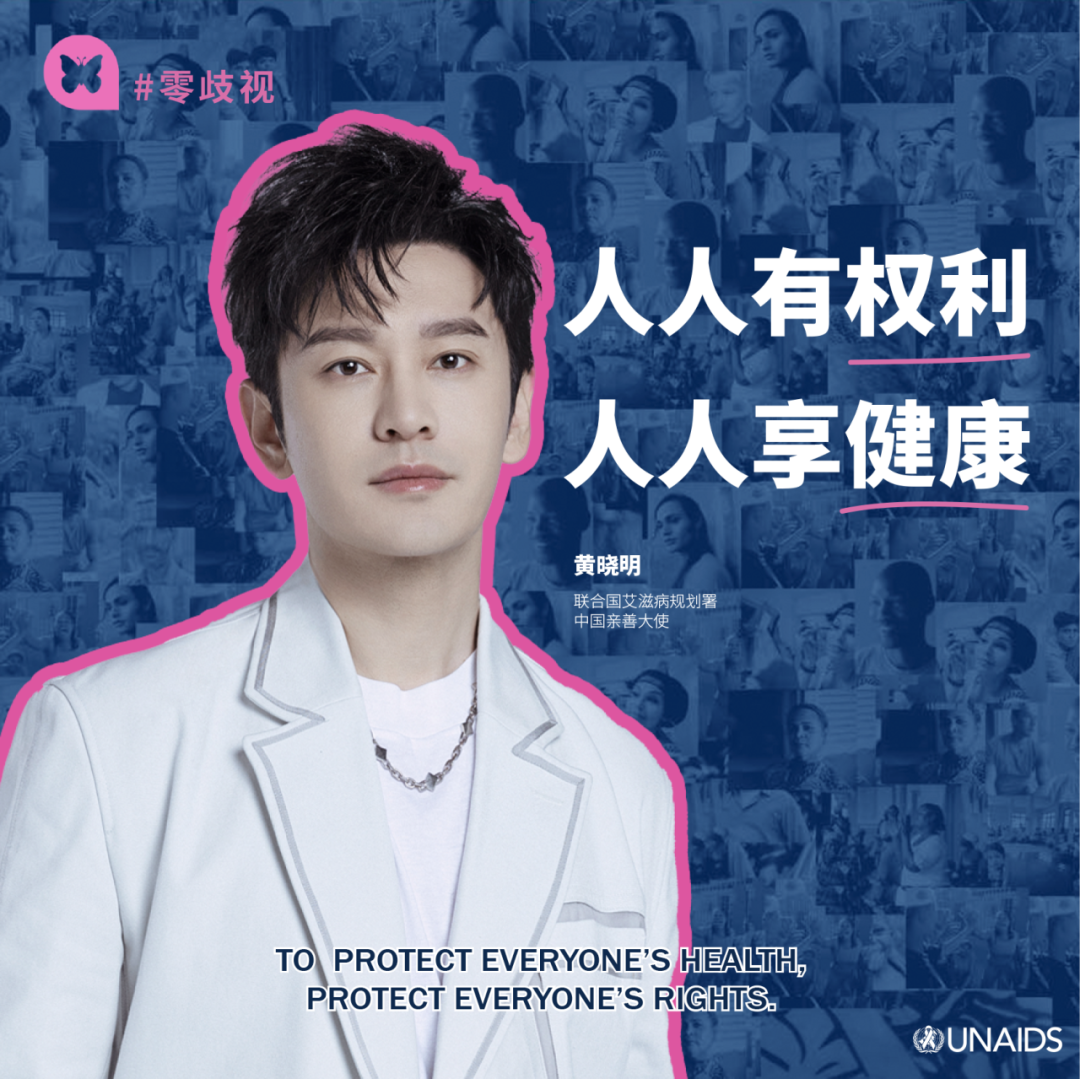 #零歧视
人人有权利
人人享健康
黄晓明
联合国艾滋病规划署
中国亲善大使
TO PROTECT EVERYONE'S HEALTH,
PROTECT EVERYONE'S RIGHTS.
UNAIDS